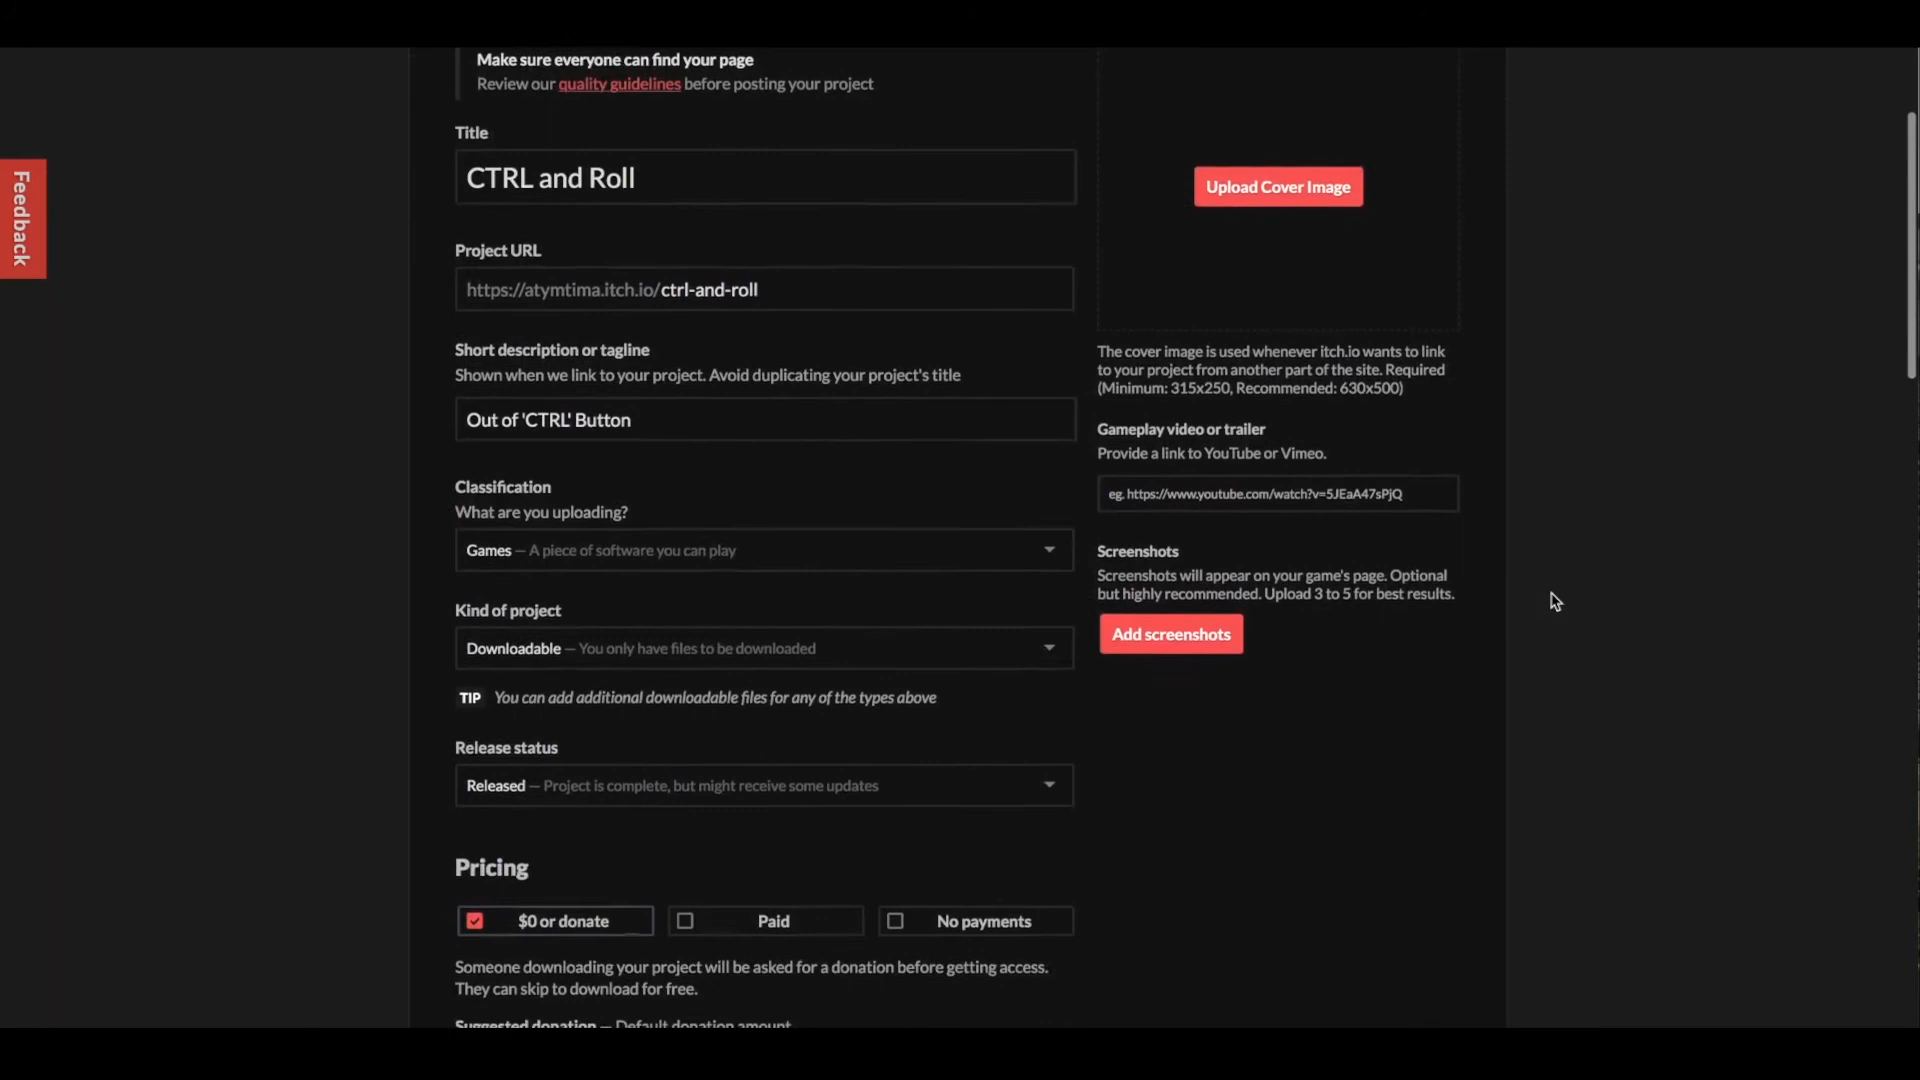 Make sure everyone can find your page
Review our quality guidelines before posting your project
Feedback
Title
CTRL and Roll
Project URL
https://atymtima.itch.io/ctrl-and-roll
Short description or tagline
Shown when we link to your project. Avoid duplicating your project's title
Out of 'CTRL' Button
Classification
What are you uploading?
Games — A piece of software you can play
Kind of project
Downloadable — You only have files to be downloaded
TIP You can add additional downloadable files for any of the types above
Release status
Released — Project is complete, but might receive some updates
Pricing
$0 or donate
Paid
No payments
Someone downloading your project will be asked for a donation before getting access.
They can skip to download for free.
Suggested donation — Default donation amount
Upload Cover Image
The cover image is used whenever itch.io wants to link
to your project from another part of the site. Required
(Minimum: 315x250, Recommended: 630x500)
Gameplay video or trailer
Provide a link to YouTube or Vimeo.
eg. https://www.youtube.com/watch?v=5JEaA47sPjQ
Screenshots
Screenshots will appear on your game's page. Optional
but highly recommended. Upload 3 to 5 for best results.
Add screenshots